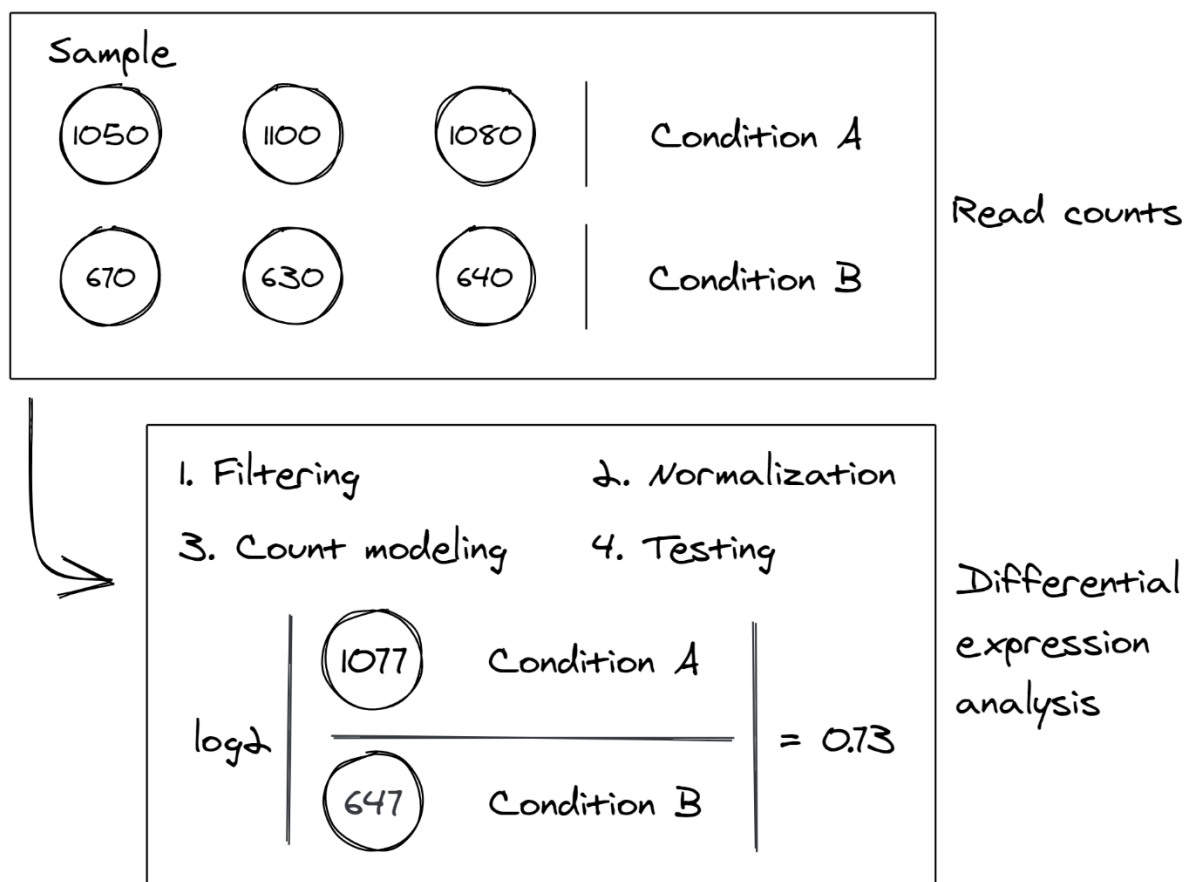 Sample
1050 1100 1080 Condition A
670 630 640 Condition B
Read counts
1. Filtering 2. Normalization
3. Count modeling 4. Testing
1077 Condition A
log2 = 0.73
647 Condition B
Differential
expression
analysis